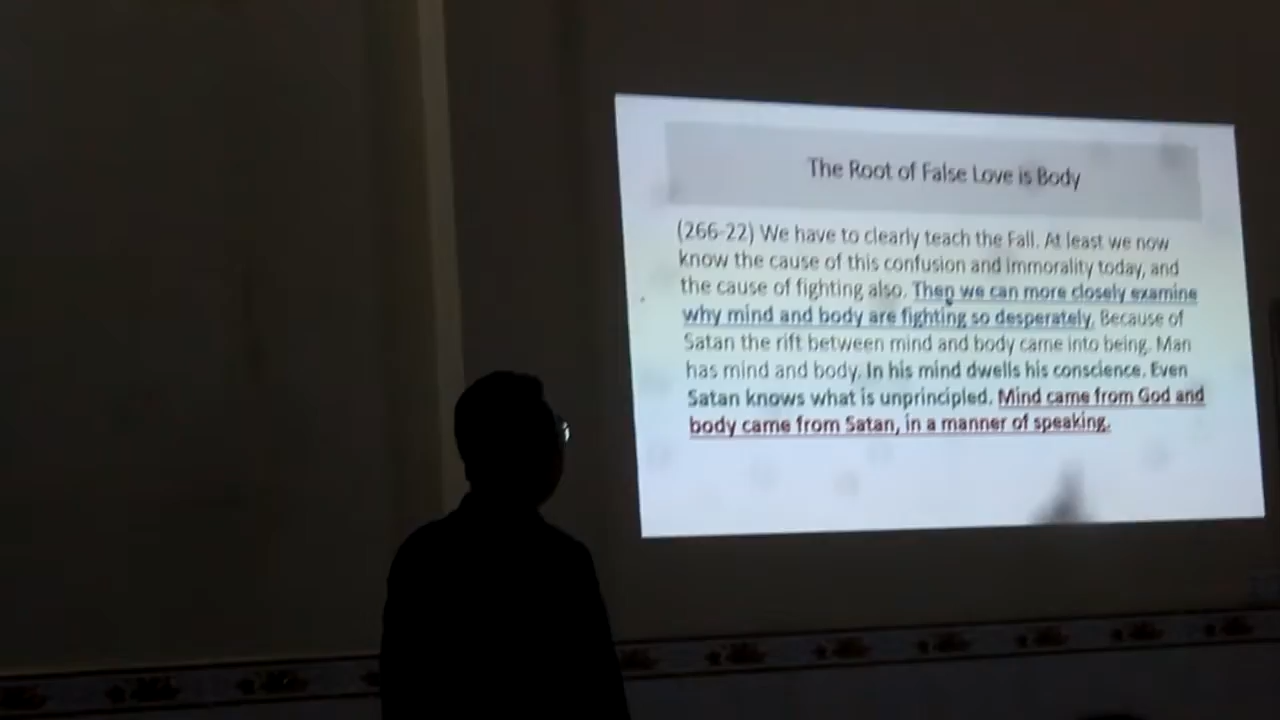 The Root of False Love is Body
(266-22) We have to clearly teach the Fall. At least we now
know the cause of this confusion and immorality today, and
the cause of fighting also. Then we can more closely examine
why mind and body are fighting so desperately. Because of
Satan the rift between mind and body came into being. Man
has mind and body. In his mind dwells his conscience. Even
Satan knows what is unprincipled. Mind came from God and
body came from Satan, in a manner of speaking.